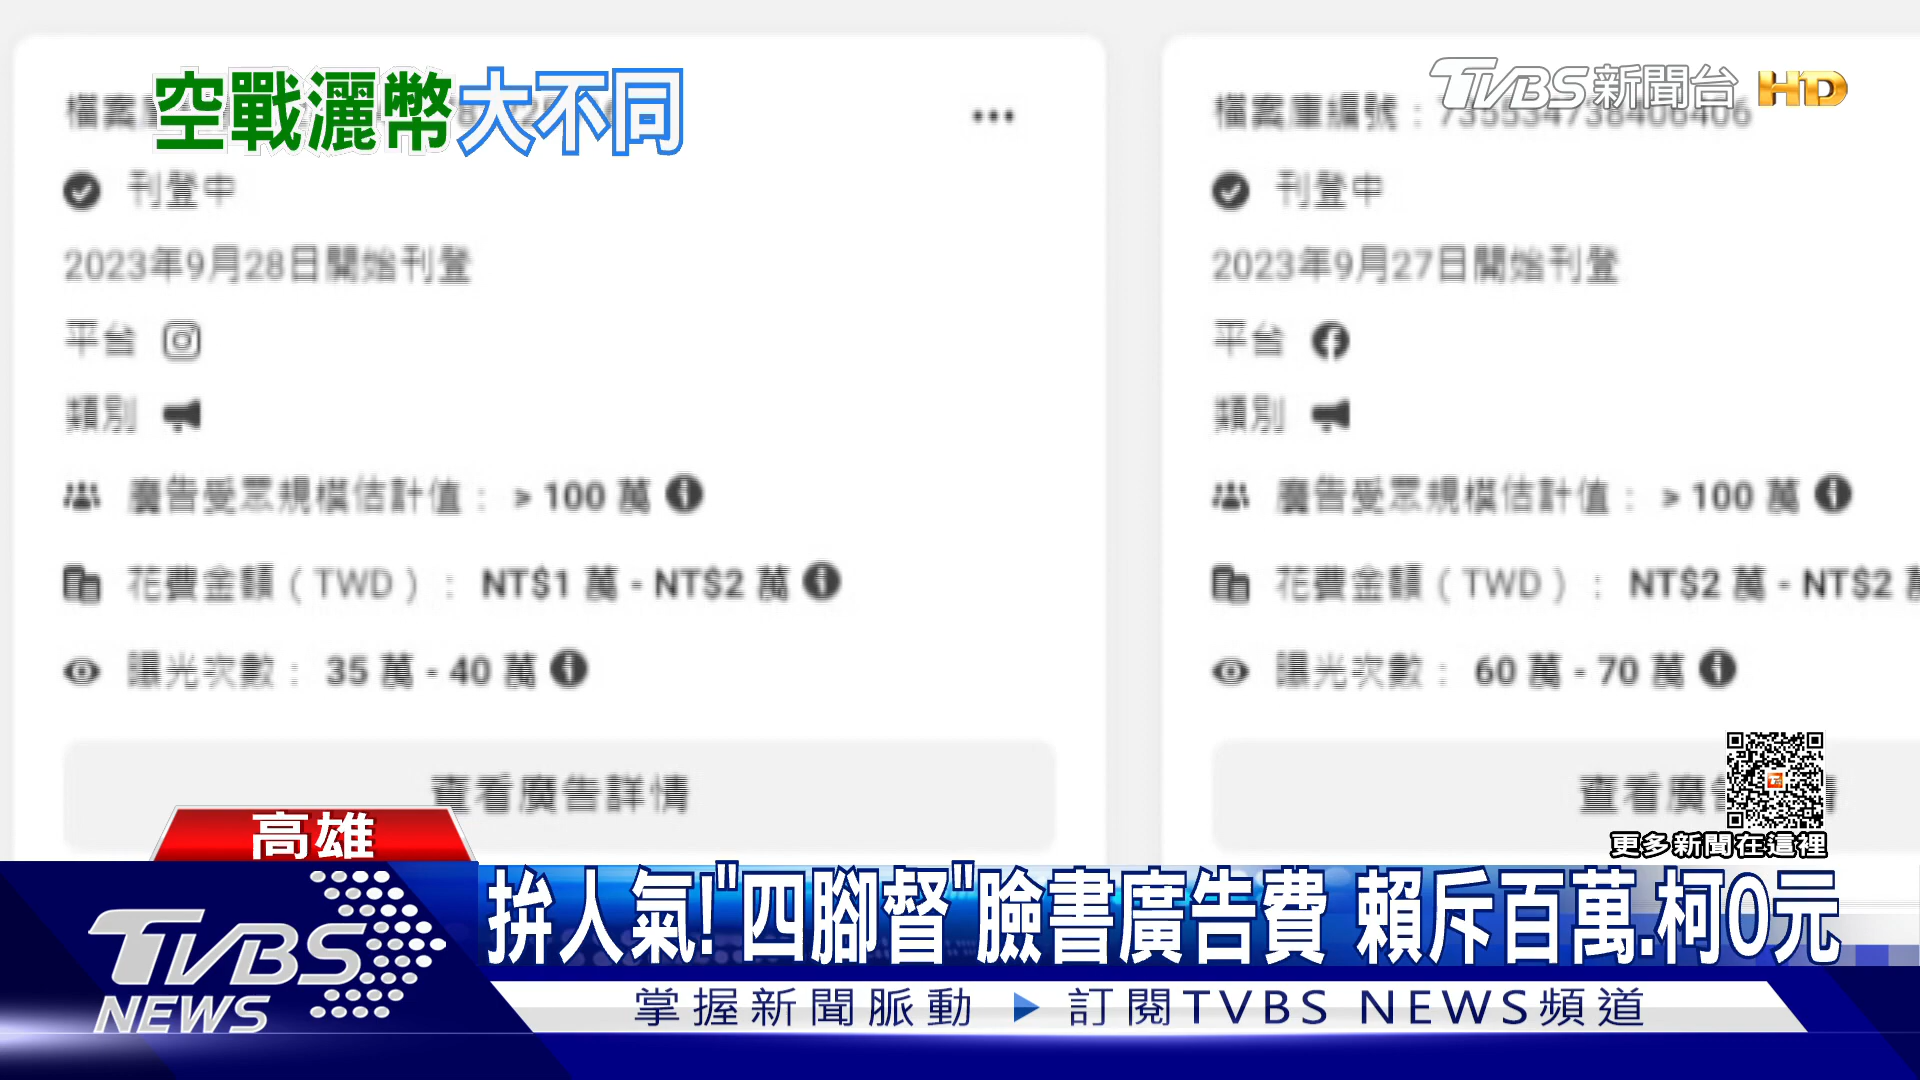 空戰灑幣大不同
TVBS新聞台 HD
檔案庫編號：735534738406406
刊登中
2023年9月28日開始刊登
平台
類別
廣告受眾規模估計值： > 100 萬
花費金額（TWD）： NT$1 萬 - NT$2 萬
曝光次數： 35 萬 - 40 萬
查看廣告詳情
刊登中
2023年9月27日開始刊登
平台
類別
廣告受眾規模估計值： > 100 萬
花費金額（TWD）： NT$2 萬 - NT$2
曝光次數： 60 萬 - 70 萬
查看廣
更多新聞在這裡
高雄
拚人氣!"四腳督"臉書廣告費 賴斥百萬.柯0元
TVBS NEWS
掌握新聞脈動 ▶ 訂閱TVBS NEWS頻道